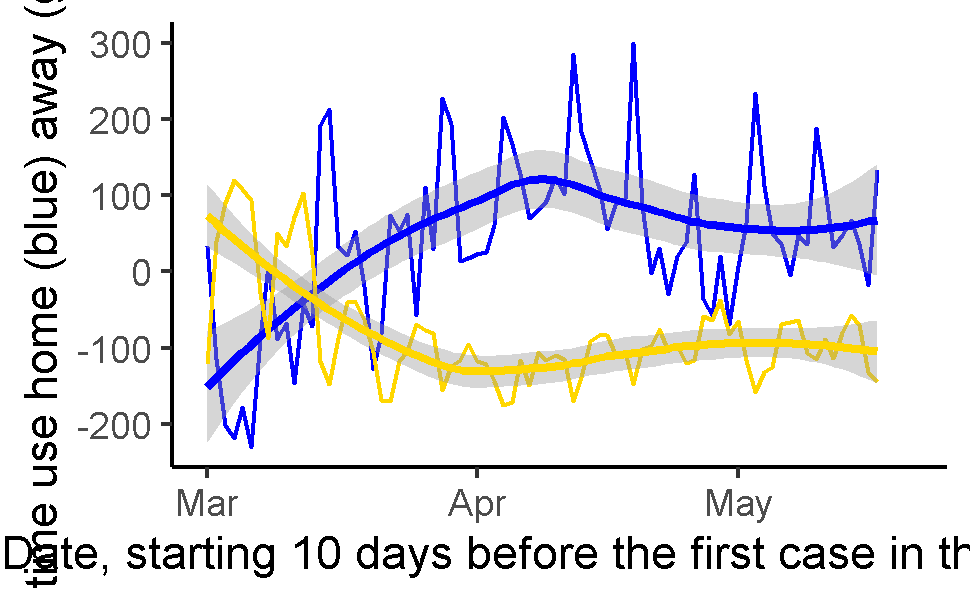 time use home (blue) away (
300
200
100
0
-100
-200
Mar Apr May
Date, starting 10 days before the first case in th